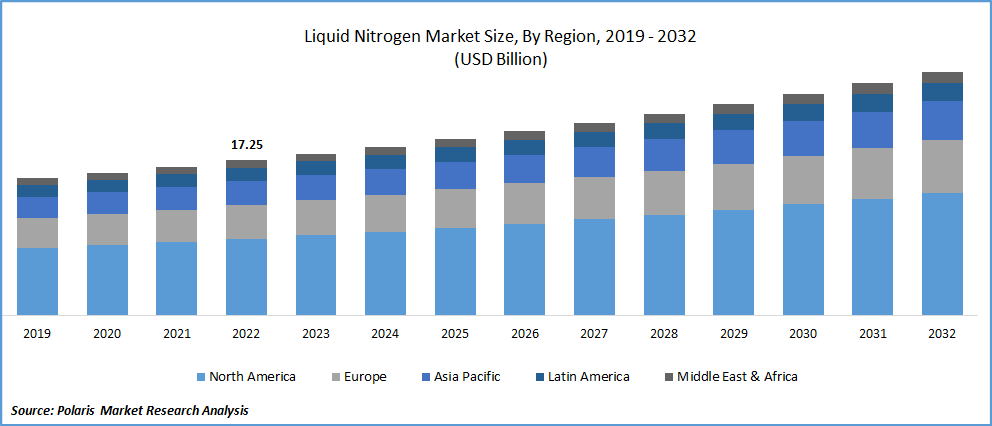 Liquid Nitrogen Market Size, By Region, 2019 - 2032
(USD Billion)
17.25
2019 2020 2021 2022 2023 2024 2025 2026 2027 2028 2029 2030 2031 2032
North America Europe Asia Pacific Latin America Middle East & Africa
Source: Polaris Market Research Analysis